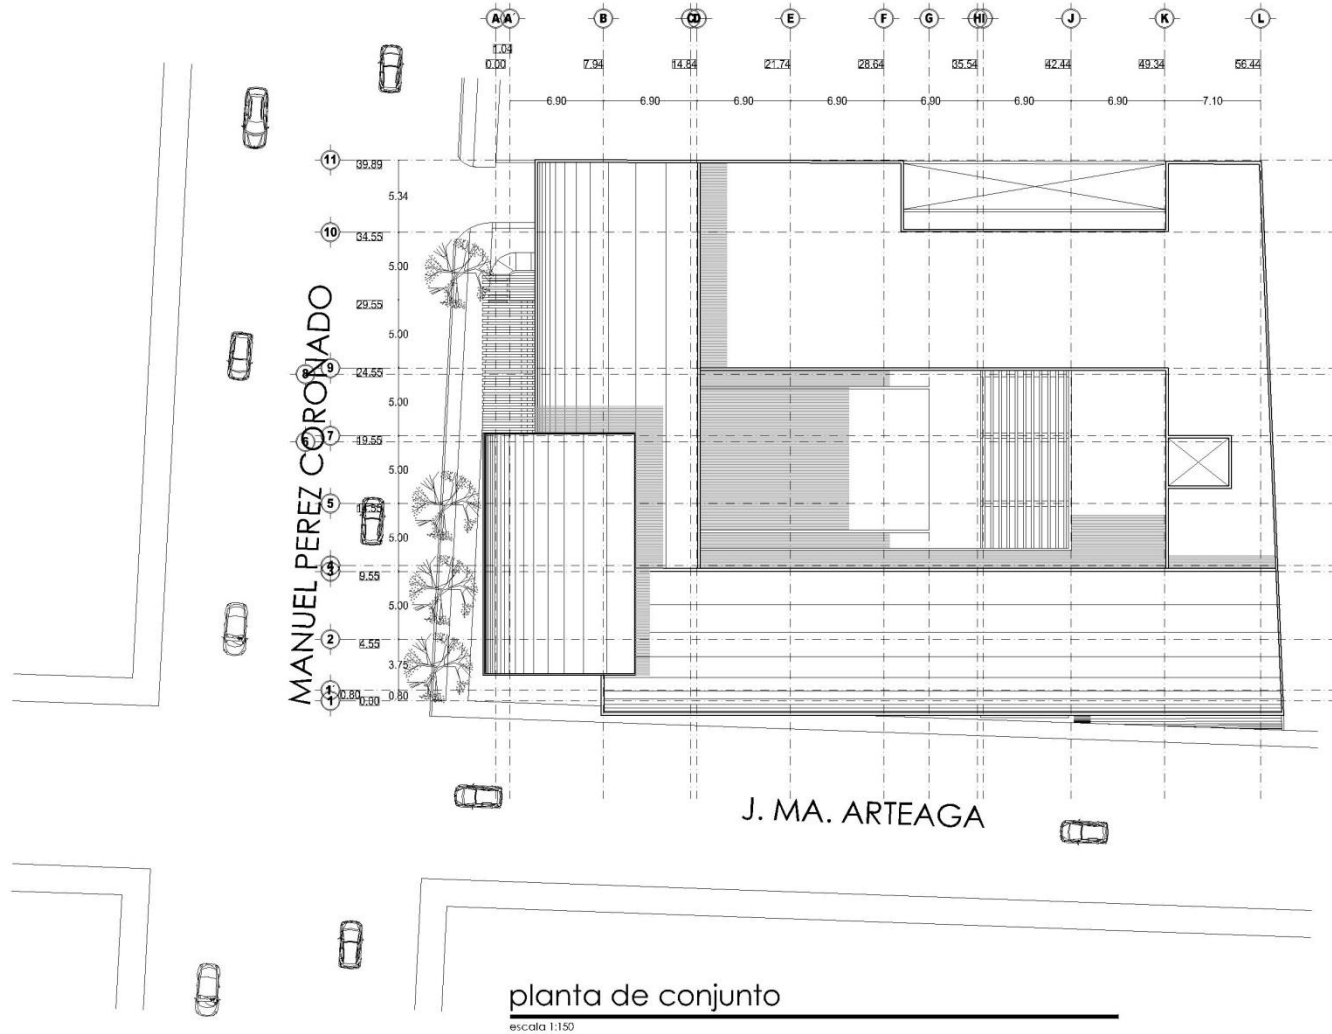 A A' B E F G J K L
1.04
0.00 7.94 14.84 21.74 28.64 35.54 42.44 49.34 56.44
6.90 6.90 6.90 6.90 6.90 6.90 6.90 7.10
11 39.89
5.34
10 34.55
5.00
29.55
5.00
9
8 24.55
5.00
7 19.55
6
5.00
5
5.00
4
3 9.55
5.00
2 4.55
3.75
1' 0.80 0.80
1 0.00
MANUEL PEREZ CORONADO
J. MA. ARTEAGA
planta de conjunto
escala 1:150